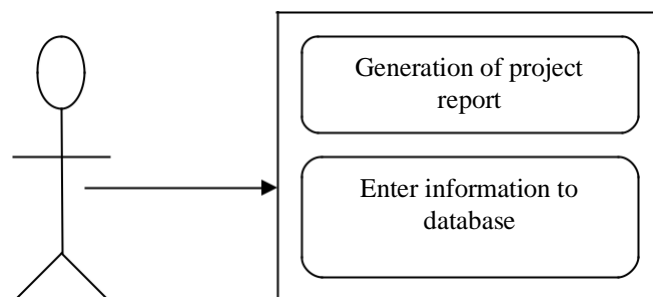 Generation of project
report
Enter information to
database